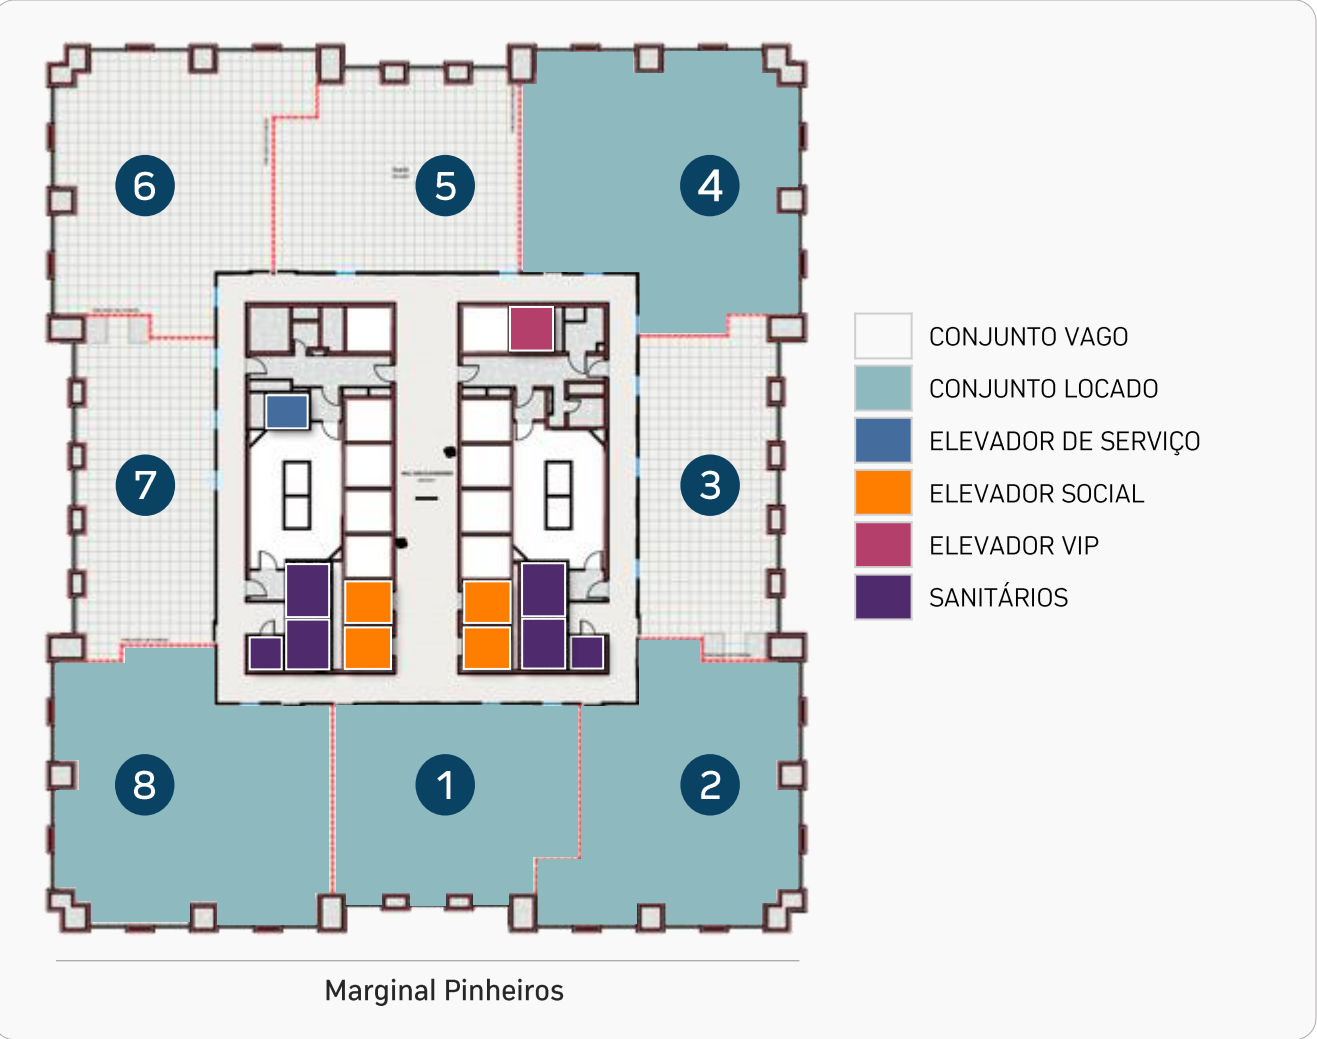 6
5
4
7
3
8
1
2
CONJUNTO VAGO
CONJUNTO LOCADO
ELEVADOR DE SERVIÇO
ELEVADOR SOCIAL
ELEVADOR VIP
SANITÁRIOS
Marginal Pinheiros